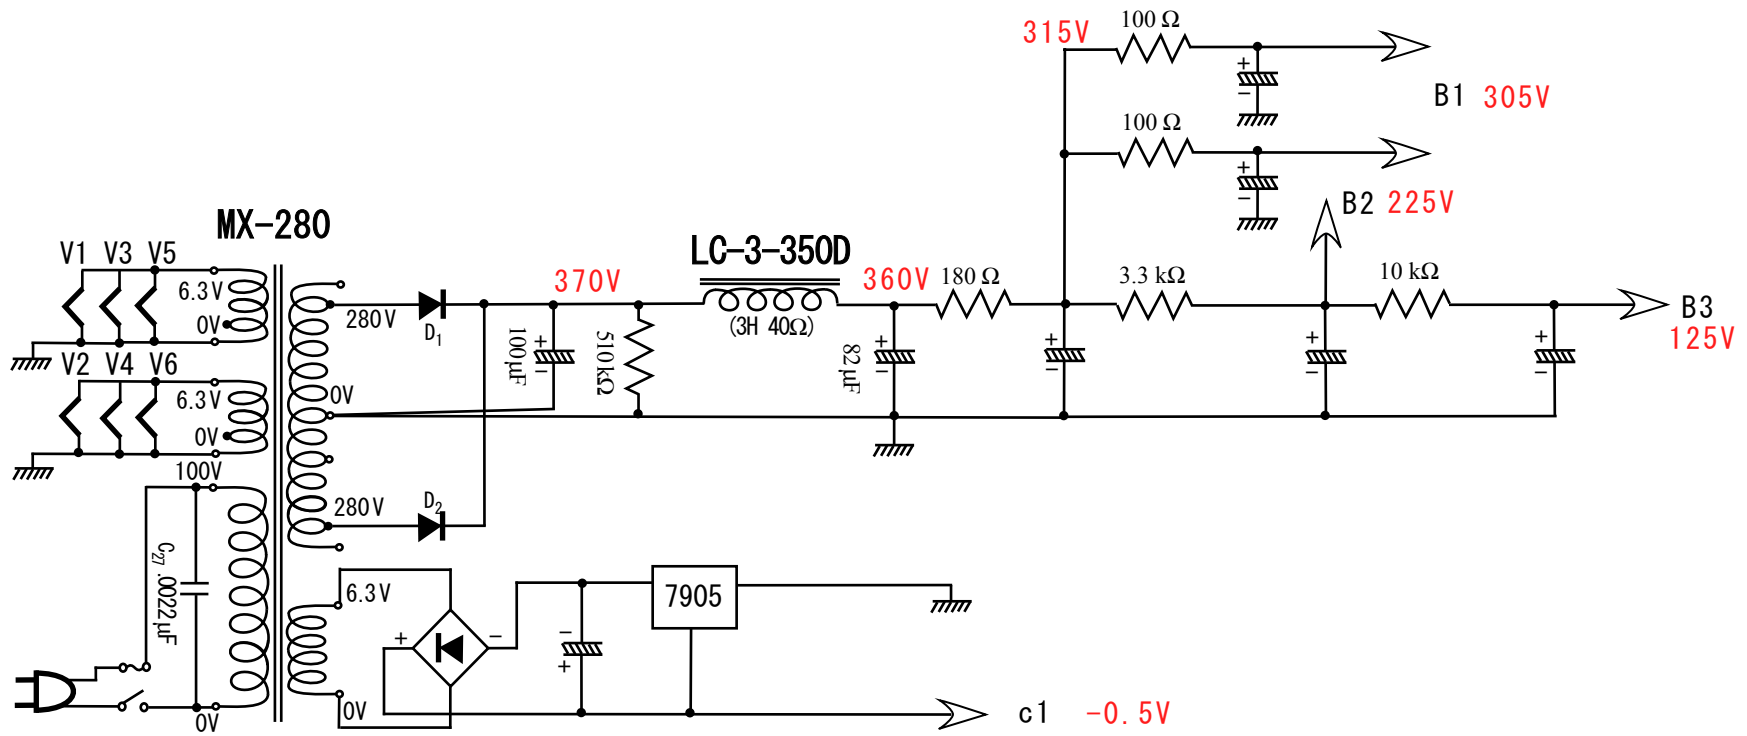 315V
100 Ω
B1 305V
100 Ω
B2 225V
MX-280
LC-3-350D
V1 V3 V5
6.3V
0V
280V
D1
370V
100μF
510 kΩ
(3H 40Ω)
360V
82μF
180 Ω
3.3 kΩ
10 kΩ
B3
125V
V2 V4 V6
6.3V
0V
0V
100V
280V
D2
C27 .0022μF
6.3V
7905
0V
0V
c1 -0.5V
+
−
+
−
+
−
+
−
+
−
+
−
+
−
+
−
−
+